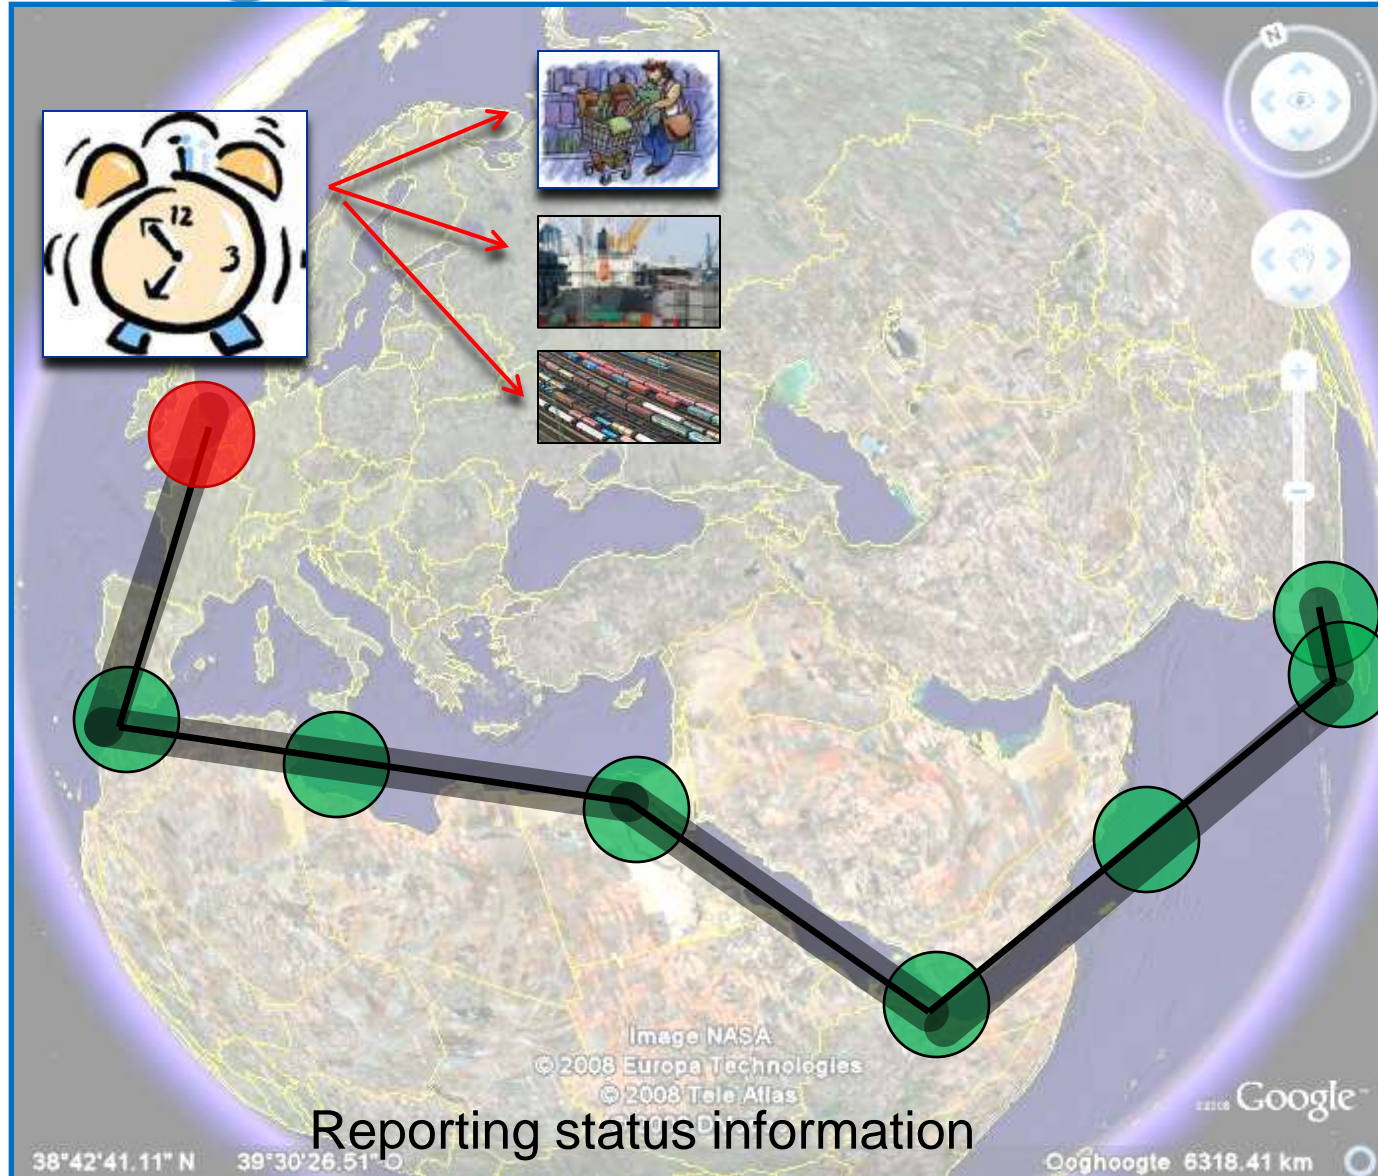 N
12
3
Image NASA
© 2008 Europa Technologies
© 2008 Tele Atlas
Reporting status information
Google
38°42'41.11" N 39°30'26.51" O
Ooghoogte 6318.41 km